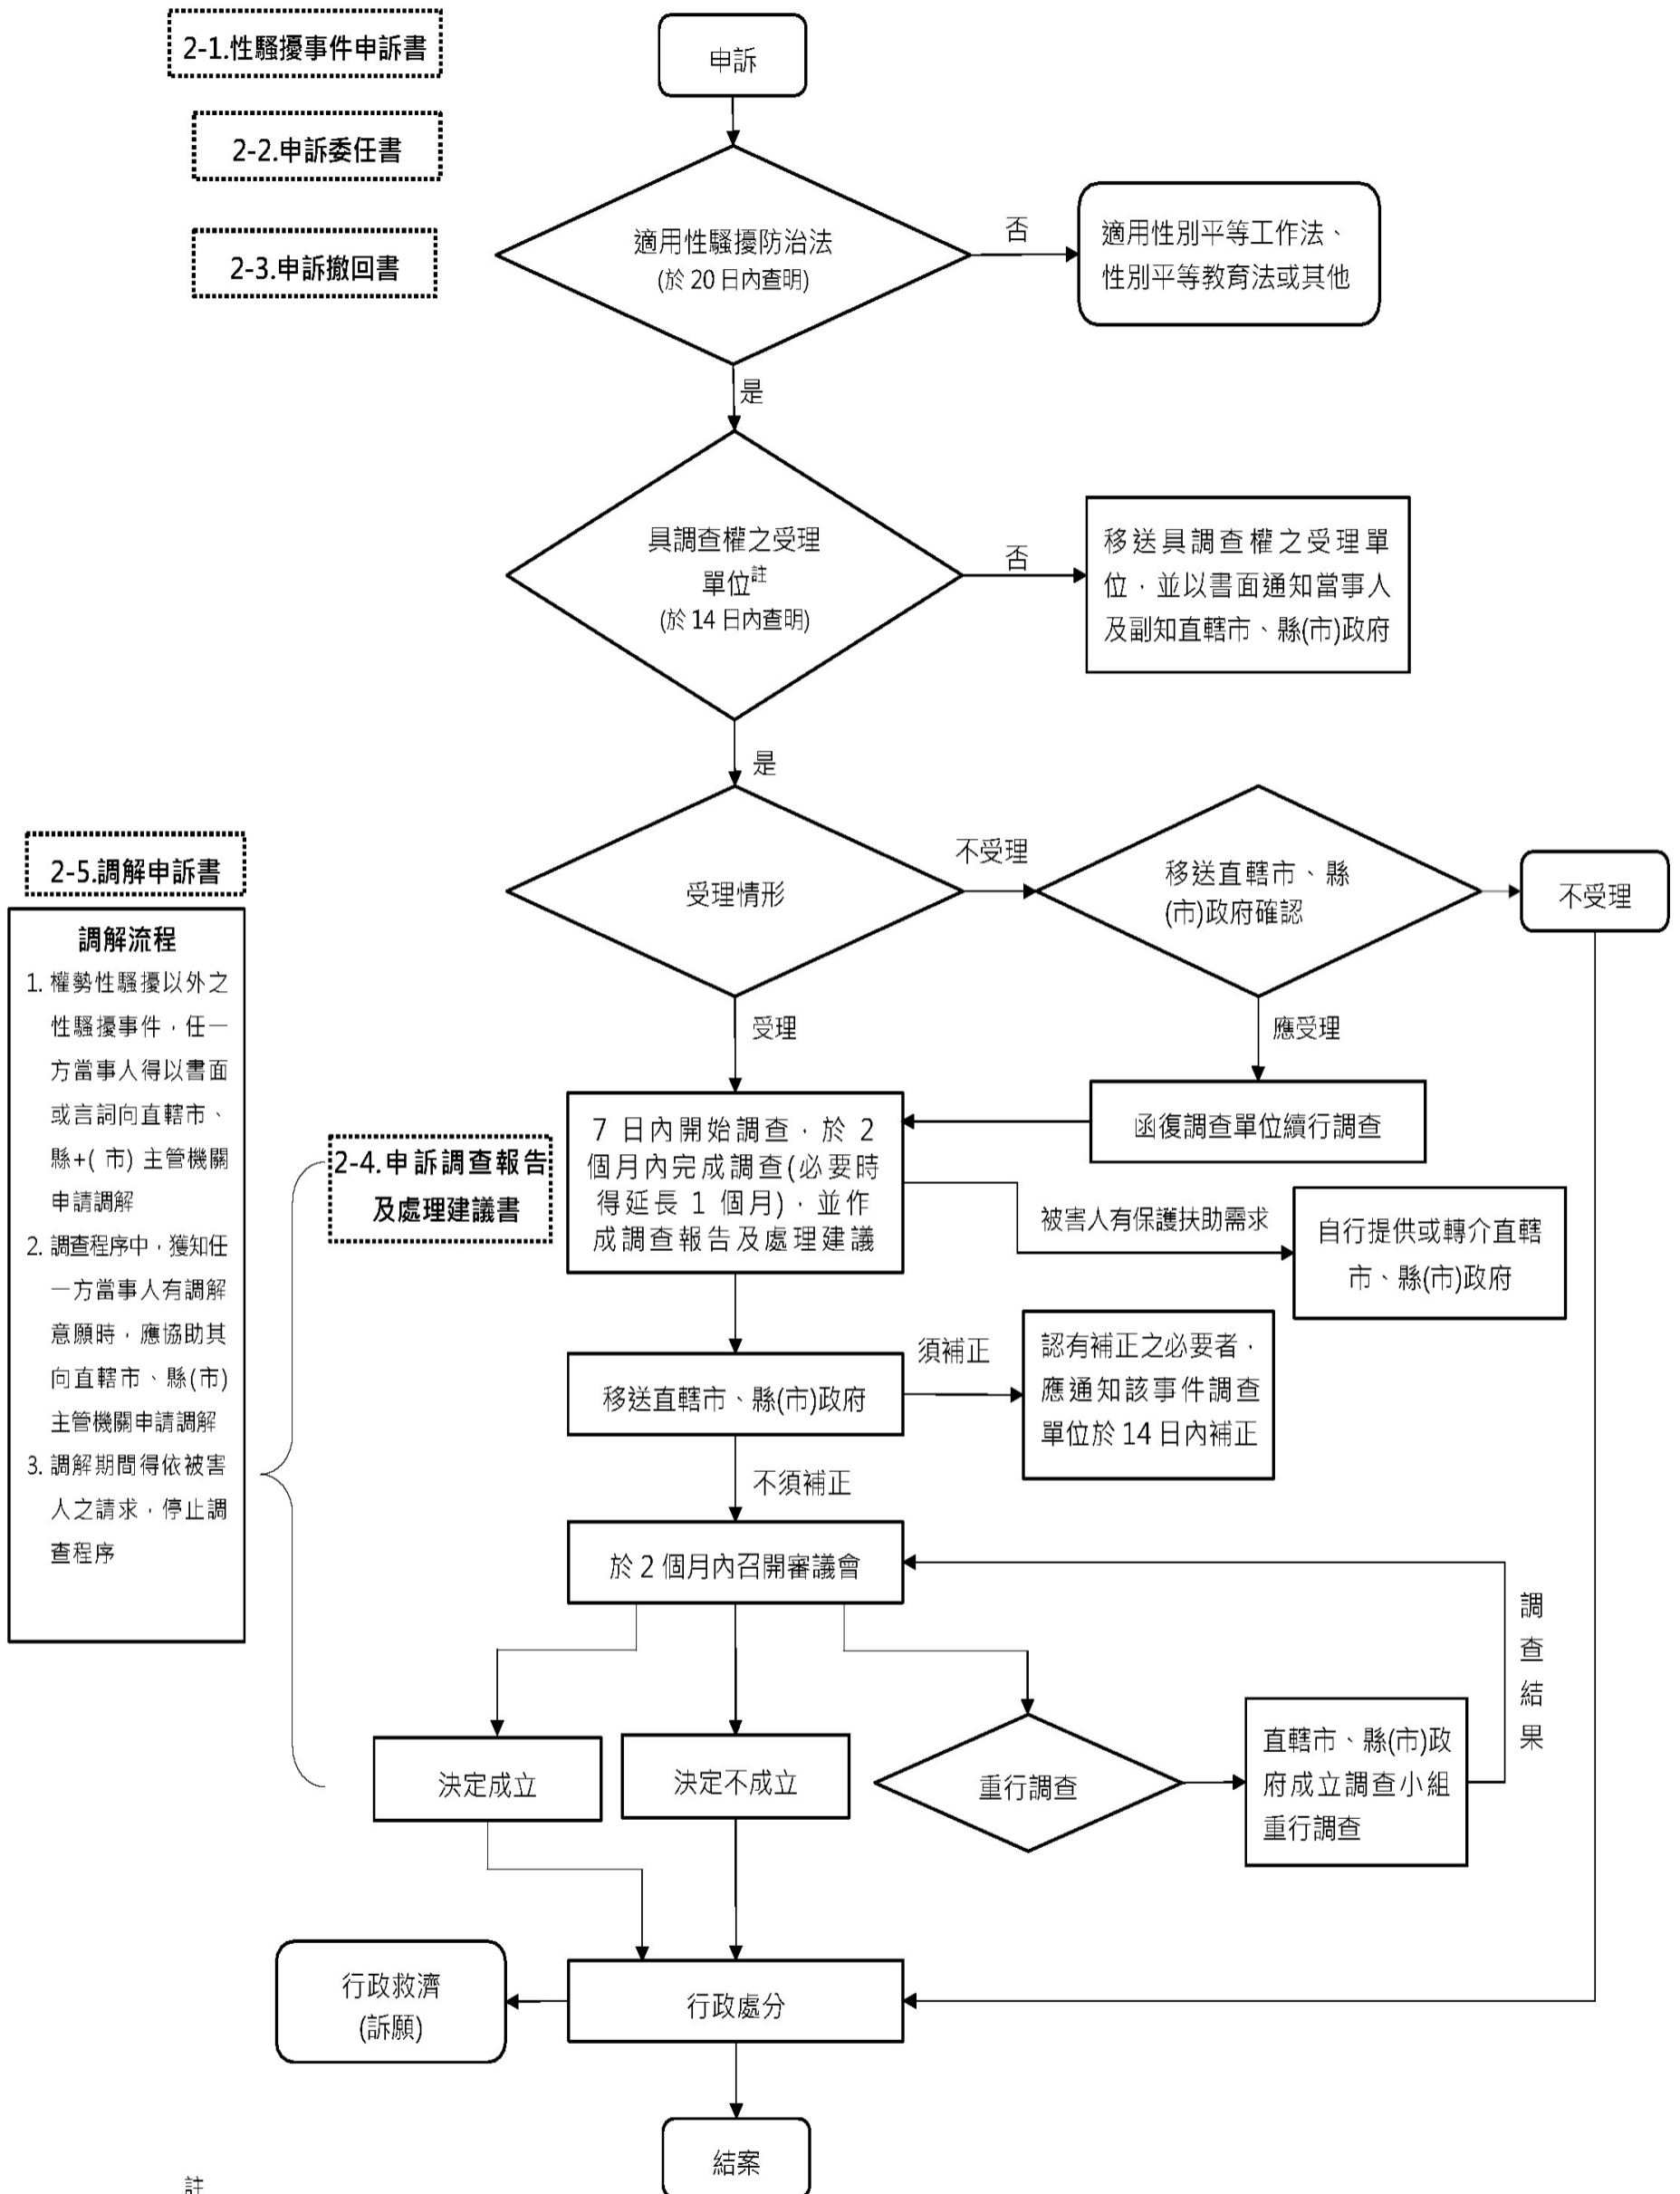 2-1.性騷擾事件申訴書
申訴
2-2.申訴委任書
適用性騷擾防治法
(於 20 日內查明)
否
適用性別平等工作法、
性別平等教育法或其他
2-3.申訴撤回書
是
具調查權之受理
單位註
(於 14 日內查明)
否
移送具調查權之受理單
位，並以書面通知當事人
及副知直轄市、縣(市)政府
是
受理情形
不受理
移送直轄市、縣
(市)政府確認
不受理
受理
應受理
2-5.調解申訴書
調解流程
1. 權勢性騷擾以外之
性騷擾事件，任一
方當事人得以書面
或言詞向直轄市、
縣+( 市) 主管機關
申請調解
2. 調查程序中，獲知任
一方當事人有調解
意願時，應協助其
向直轄市、縣(市)
主管機關申請調解
3. 調解期間得依被害
人之請求，停止調
查程序
2-4.申訴調查報告
及處理建議書
7 日內開始調查，於 2
個月內完成調查(必要時
得延長 1 個月)，並作
成調查報告及處理建議
函復調查單位續行調查
被害人有保護扶助需求
自行提供或轉介直轄
市、縣(市)政府
移送直轄市、縣(市)政府
須補正
認有補正之必要者，
應通知該事件調查
單位於 14 日內補正
不須補正
於 2 個月內召開審議會
調
查
結
果
決定成立
決定不成立
重行調查
直轄市、縣(市)政
府成立調查小組
重行調查
行政救濟
(訴願)
行政處分
結案
註